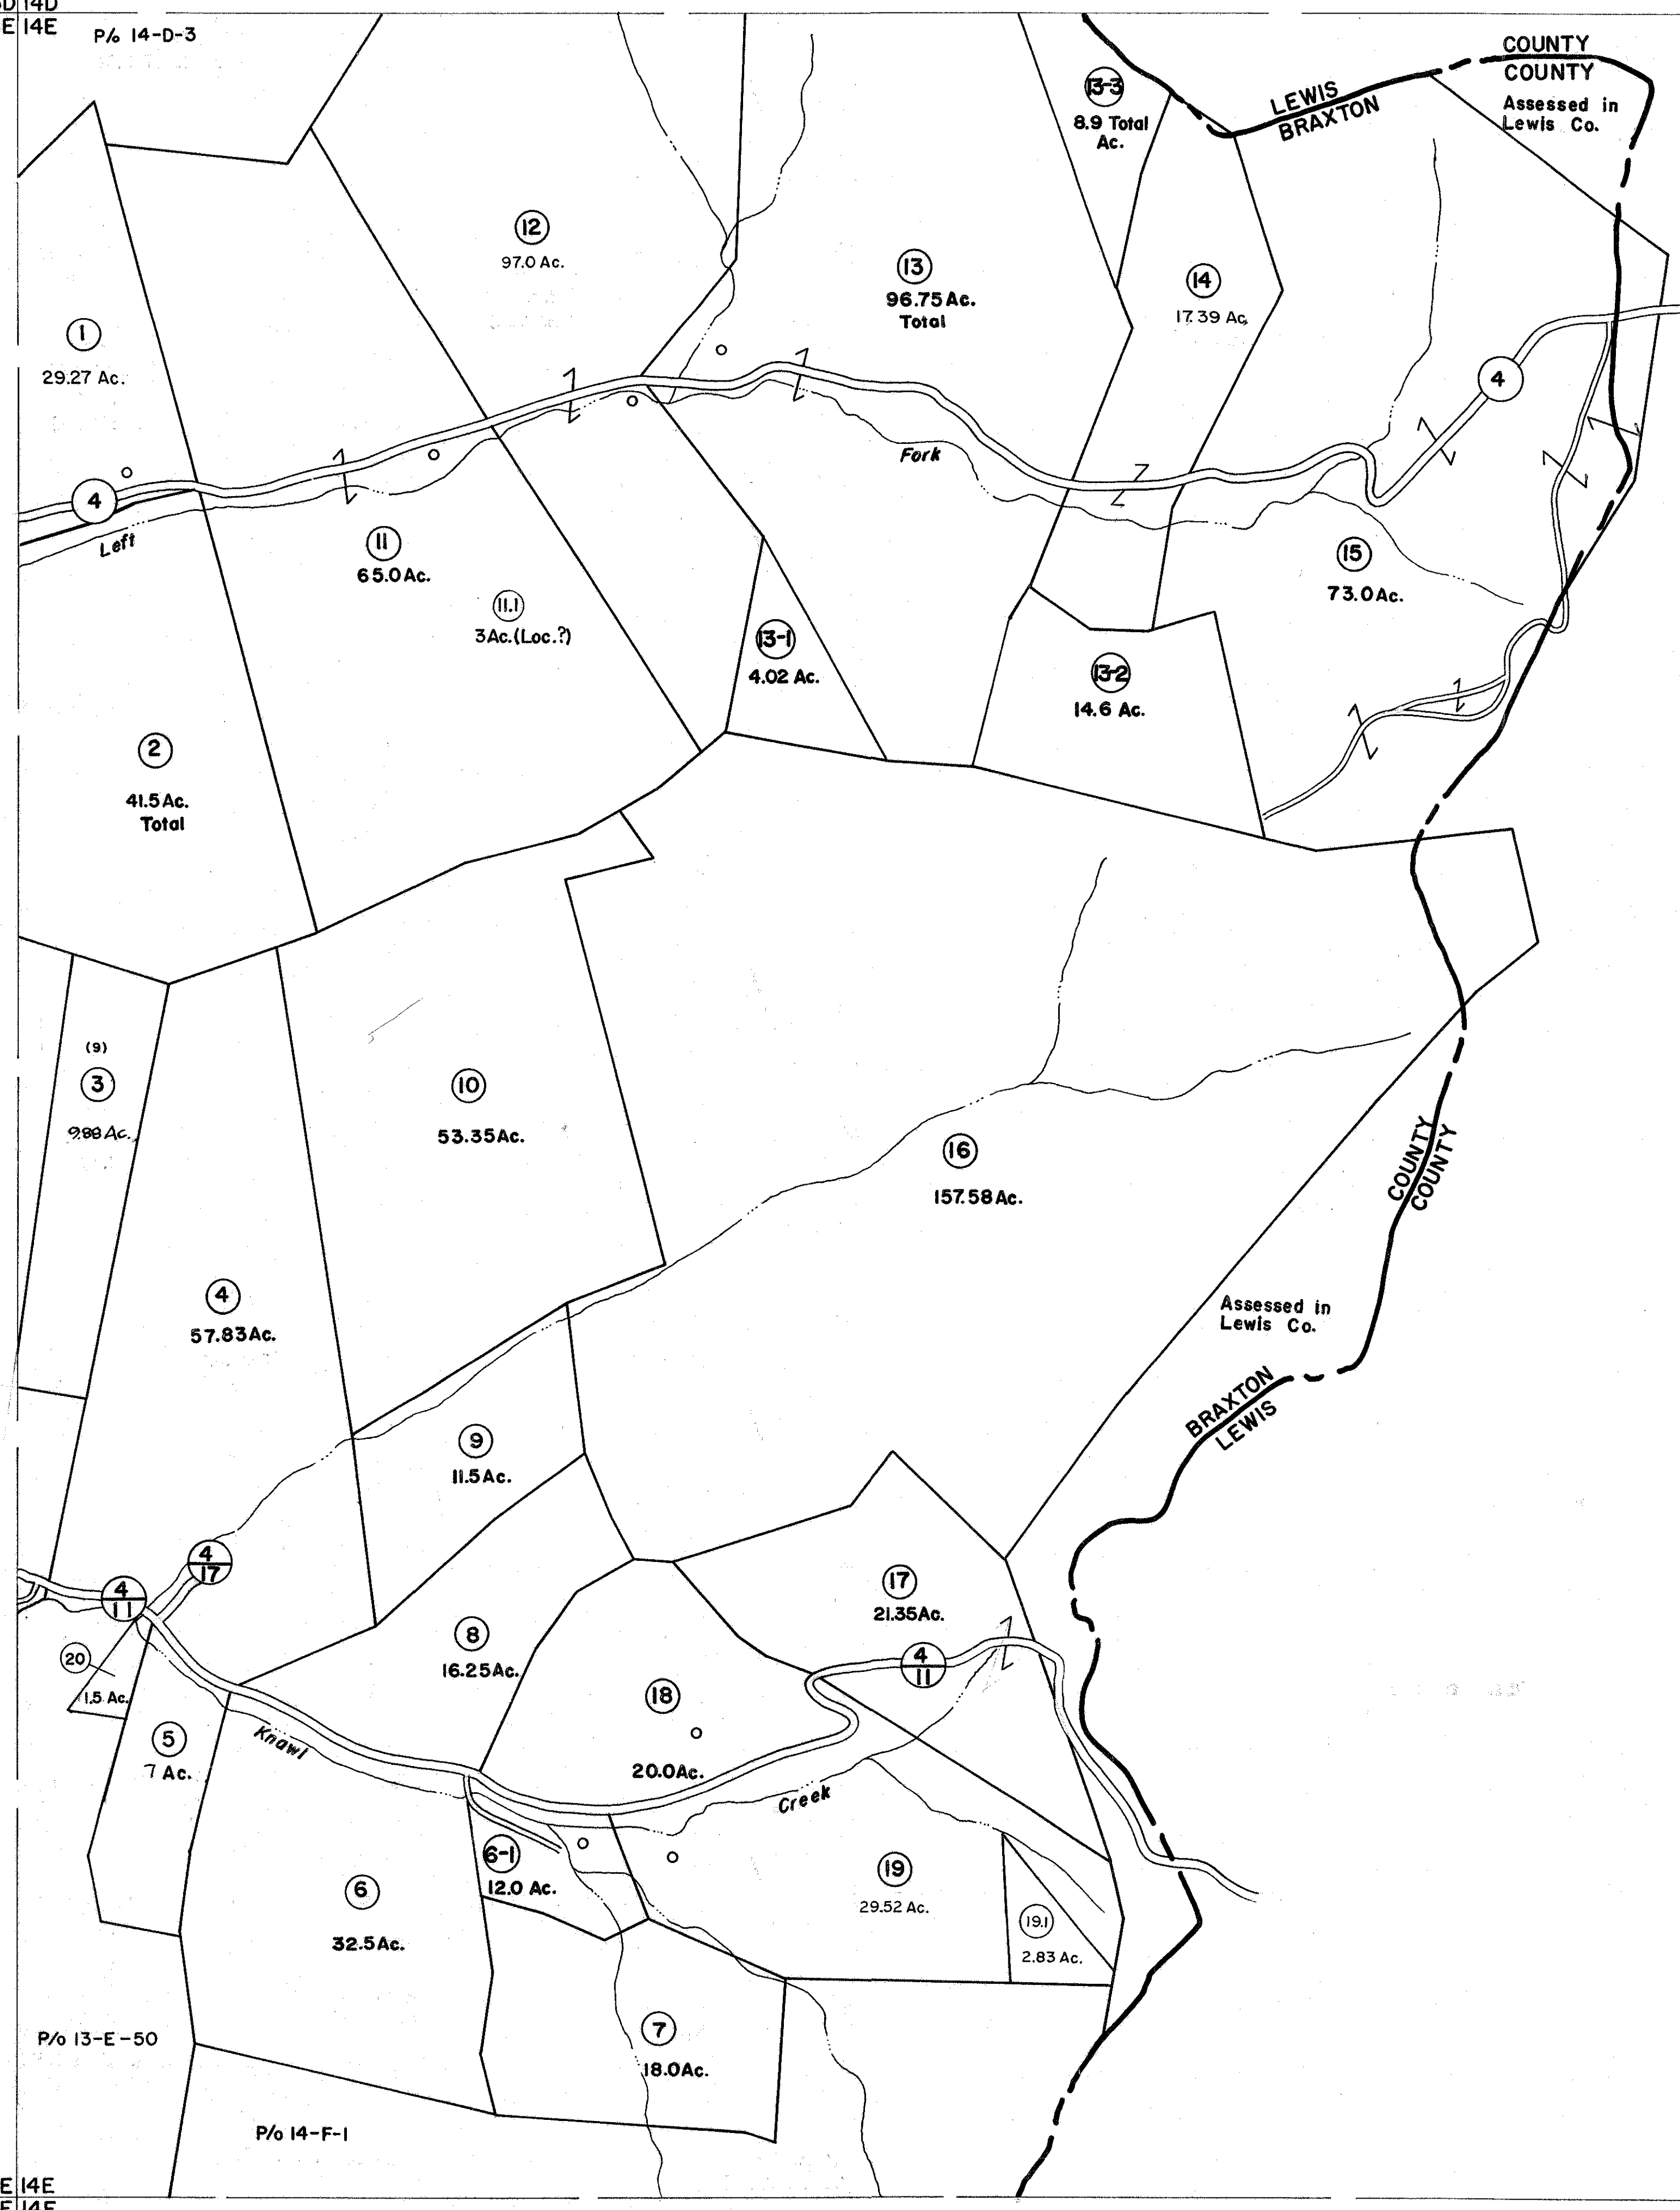 14D
14E
P/o 14-D-3
COUNTY
COUNTY
LEWIS
BRAXTON
Assessed in
Lewis Co.
13-3
8.9 Total
Ac.
12
97.0 Ac.
13
96.75 Ac.
Total
14
17.39 Ac.
1
29.27 Ac.
4
4
Left
Fork
11
65.0 Ac.
11.1
3 Ac. (Loc.?)
15
73.0 Ac.
13-1
4.02 Ac.
13-2
14.6 Ac.
2
41.5 Ac.
Total
(9)
3
9.88 Ac.
10
53.35 Ac.
16
157.58 Ac.
COUNTY
COUNTY
4
57.83 Ac.
Assessed in
Lewis Co.
BRAXTON
LEWIS
9
11.5 Ac.
4
17
4
11
17
21.35 Ac.
8
16.25 Ac.
4
11
20
1.5 Ac.
18
20.0 Ac.
5
7 Ac.
Knawl
Creek
6-1
12.0 Ac.
19
29.52 Ac.
6
32.5 Ac.
19.1
2.83 Ac.
7
18.0 Ac.
P/o 13-E-50
P/o 14-F-1
E 14E